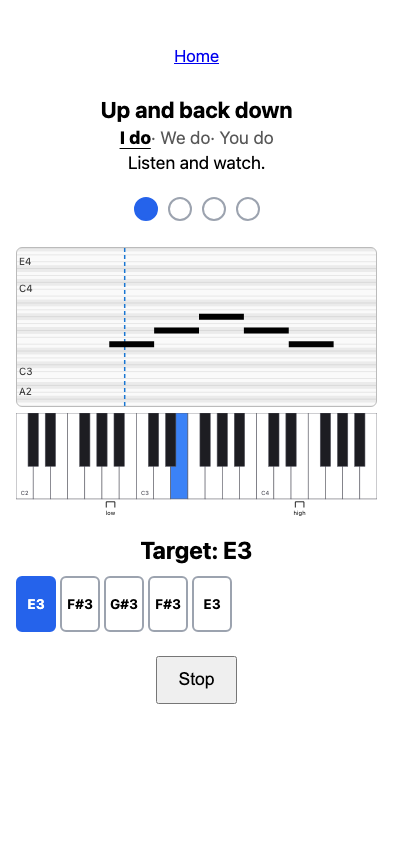 Home
Up and back down
I do· We do· You do
Listen and watch.
E4
C4
C3
A2
C2 C3 C4
low high
Target: E3
E3 F#3 G#3 F#3 E3
Stop